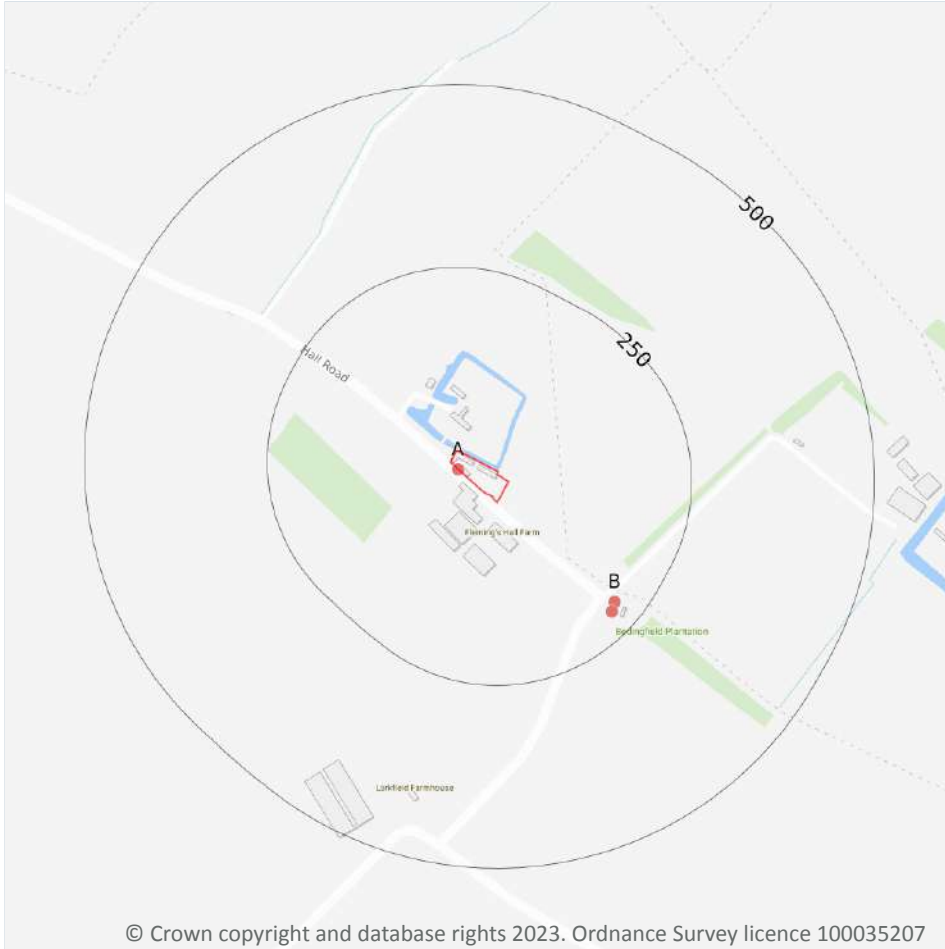 500
250
Hall Road
A
Fleming's Hall Farm
B
Bedingfield Plantation
Larkfield Farmhouse
© Crown copyright and database rights 2023. Ordnance Survey licence 100035207